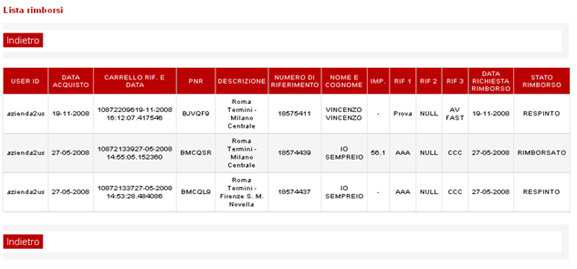 Lista rimborsi
Indietro
USER ID DATA ACQUISTO CARRELLO RIF. E DATA PNR DESCRIZIONE NUMERO DI RIFERIMENTO NOME E COGNOME IMP. RIF 1 RIF 2 RIF 3 DATA RICHIESTA RIMBORSO STATO RIMBORSO
azienda2us 19-11-2008 10872209619-11-2008 16:12:07.417546 BJVQF9 Roma Termini - Milano Centrale 18575411 VINCENZO VINCENZO - Prova NULL AV FAST 19-11-2008 RESPINTO
azienda2us 27-05-2008 10872133927-05-2008 14:55:05.152360 BMCQSR Roma Termini - Milano Centrale 18574439 IO SEMPREIO 56.1 AAA NULL CCC 27-05-2008 RIMBORSATO
azienda2us 27-05-2008 10872133727-05-2008 14:53:28.484086 BMCQL9 Roma Termini - Firenze S. M. Novella 18574437 IO SEMPREIO - AAA NULL CCC 27-05-2008 RESPINTO
Indietro